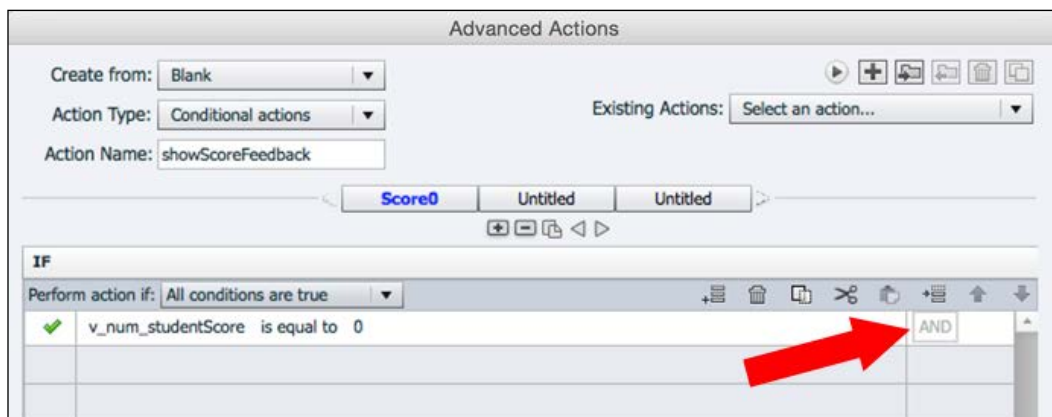 Advanced Actions
Create from: Blank
Action Type: Conditional actions
Existing Actions: Select an action...
Action Name: showScoreFeedback
Score0 Untitled Untitled
IF
Perform action if: All conditions are true
v_num_studentScore is equal to 0 AND